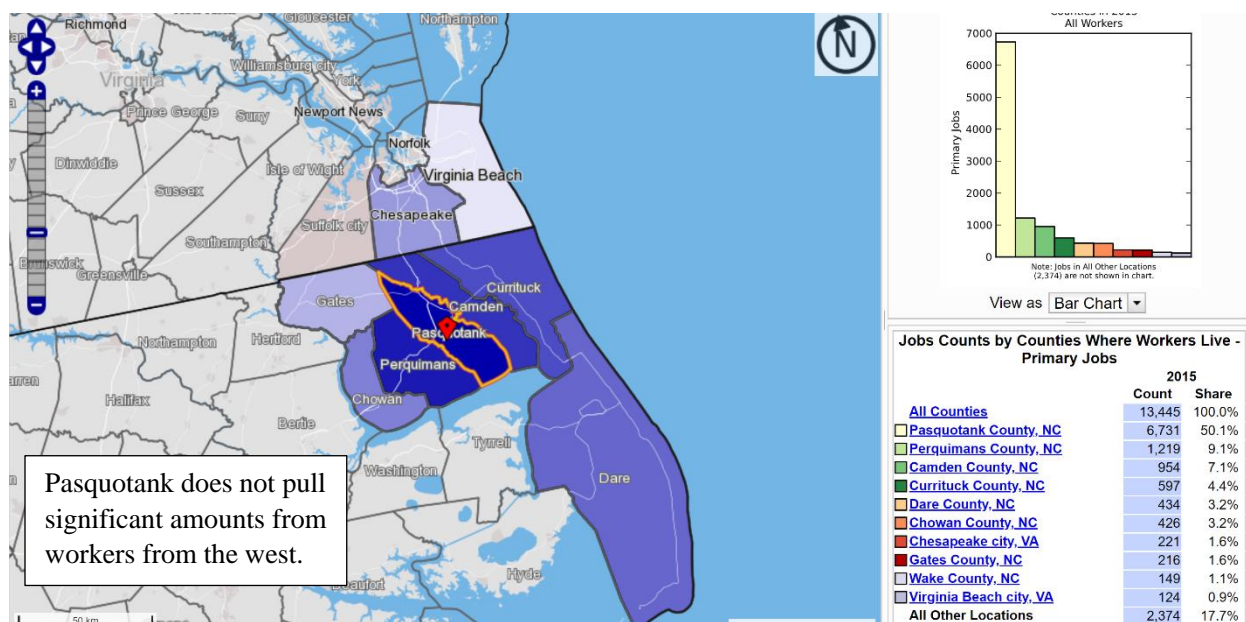 Richmond
Gloucester
Northampton
Williamsburg city
York
Virginia
Prince George
Surry
Newport News
Norfolk
Dinwiddie
Isle of Wight
Virginia Beach
Sussex
Chesapeake
Suffolk city
Southampton
Brunswick
Greensville
Gates
Currituck
Camden
Northampton
Hertford
Pasquotank
Perquimans
Halifax
Chowan
Bertie
Tyrrell
Washington
Dare
Hyde
Beaufort
50 km
N
Pasquotank does not pull
significant amounts from
workers from the west.
Counties in 2015
All Workers
Primary Jobs
7000
6000
5000
4000
3000
2000
1000
0
Note: Jobs in All Other Locations
(2,374) are not shown in chart.
View as Bar Chart
Jobs Counts by Counties Where Workers Live -
Primary Jobs
2015
Count Share
All Counties 13,445 100.0%
Pasquotank County, NC 6,731 50.1%
Perquimans County, NC 1,219 9.1%
Camden County, NC 954 7.1%
Currituck County, NC 597 4.4%
Dare County, NC 434 3.2%
Chowan County, NC 426 3.2%
Chesapeake city, VA 221 1.6%
Gates County, NC 216 1.6%
Wake County, NC 149 1.1%
Virginia Beach city, VA 124 0.9%
All Other Locations 2,374 17.7%